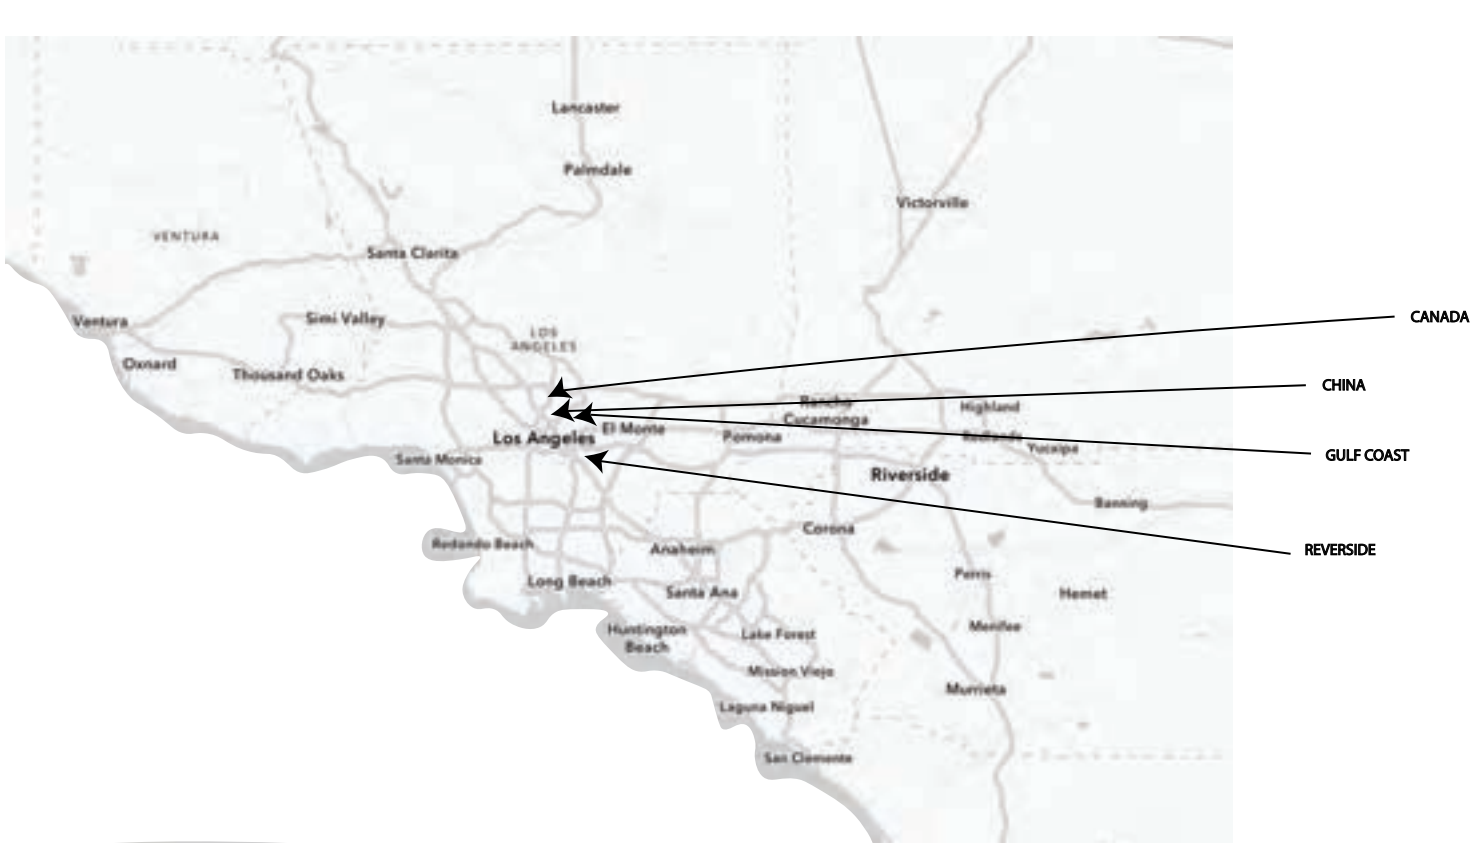 Lancaster
Palmdale
Victorville
VENTURA
Santa Clarita
Ventura
Simi Valley
LOS
ANGELES
CANADA
Oxnard
Thousand Oaks
CHINA
Rancho
Cucamonga
Highland
El Monte
Pomona
Los Angeles
Redlands
Yucaipa
GULF COAST
Santa Monica
Riverside
Banning
Corona
Redondo Beach
Anaheim
REVERSIDE
Long Beach
Santa Ana
Perris
Hemet
Huntington
Beach
Lake Forest
Menifee
Mission Viejo
Murrieta
Laguna Niguel
San Clemente